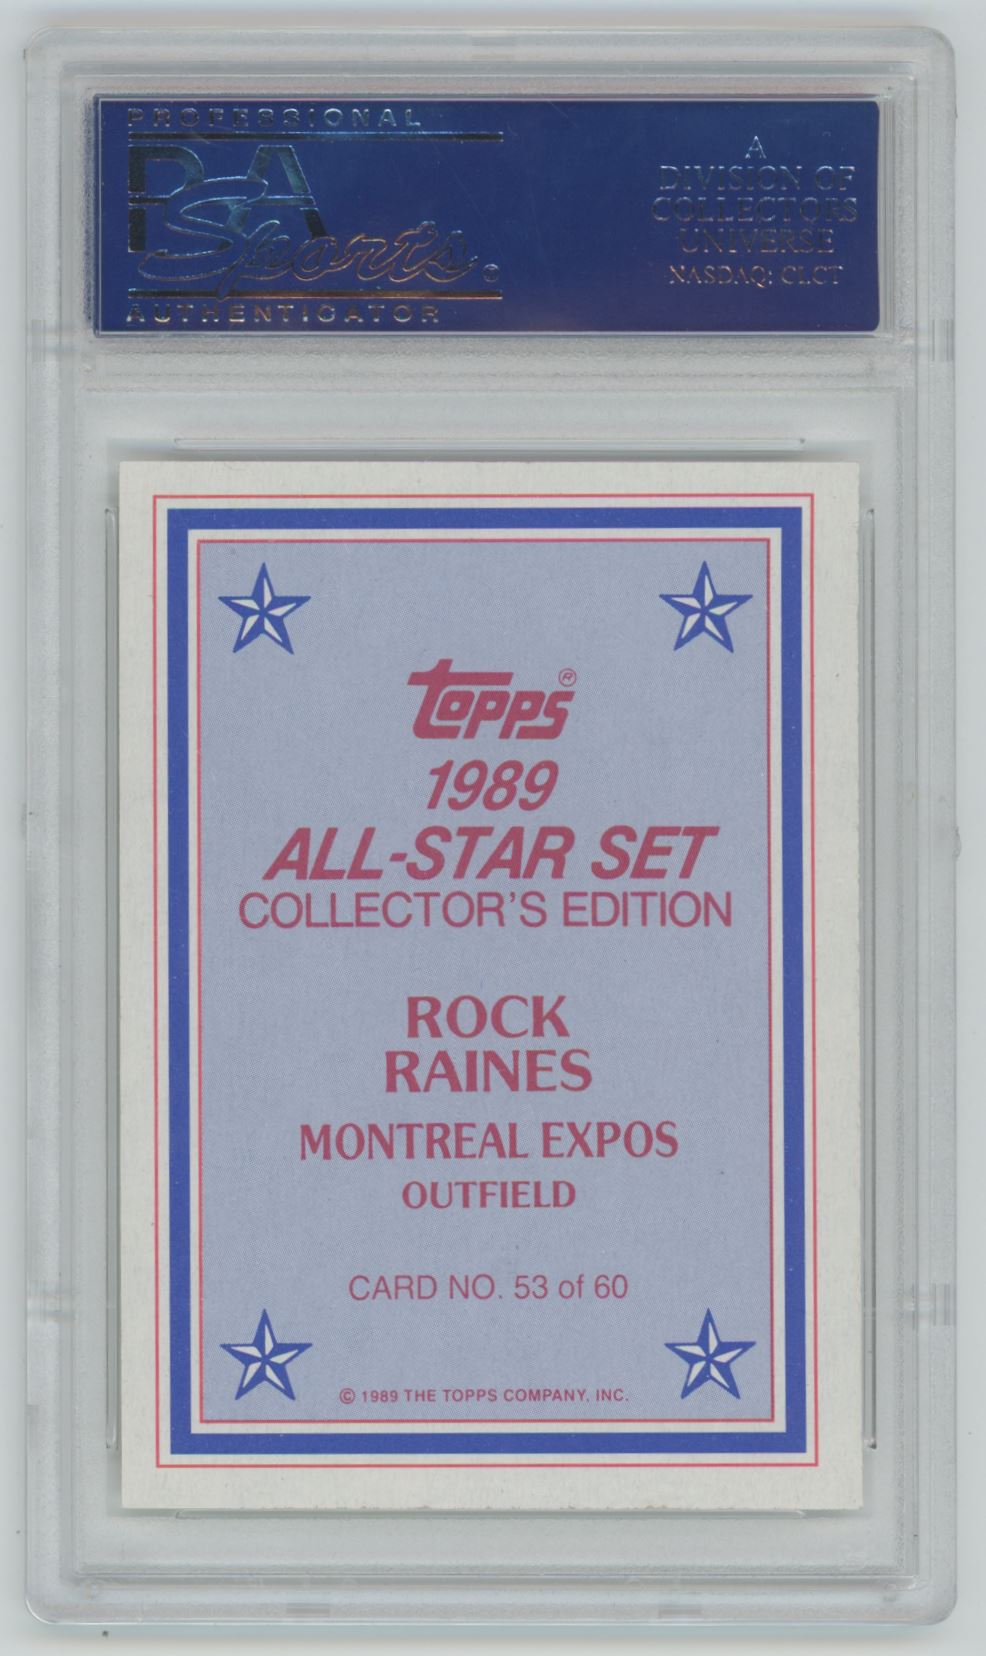 PROFESSIONAL
PSA
Sports®
AUTHENTICATOR
A
DIVISION OF
COLLECTORS
UNIVERSE
NASDAQ: CLCT
topps®
1989
ALL-STAR SET
COLLECTOR'S EDITION
ROCK
RAINES
MONTREAL EXPOS
OUTFIELD
CARD NO. 53 of 60
© 1989 THE TOPPS COMPANY, INC.